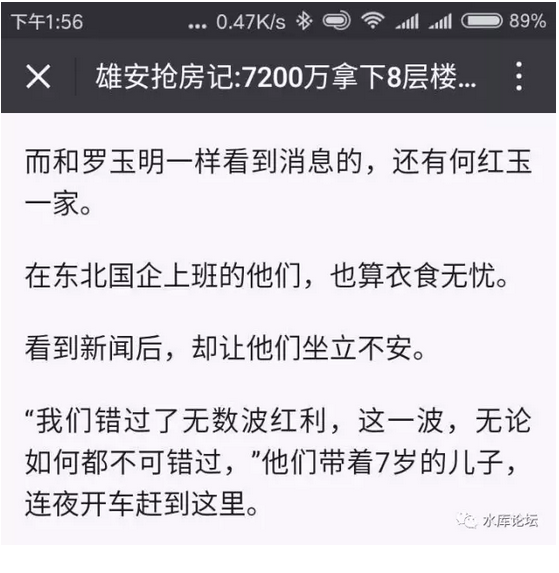 下午1:56 ... 0.47K/s 89%
雄安抢房记:7200万拿下8层楼...
而和罗玉明一样看到消息的，还有何红玉
一家。
在东北国企上班的他们，也算衣食无忧。
看到新闻后，却让他们坐立不安。
“我们错过了无数波红利，这一波，无论
如何都不可错过，”他们带着7岁的儿子，
连夜开车赶到这里。
水库论坛